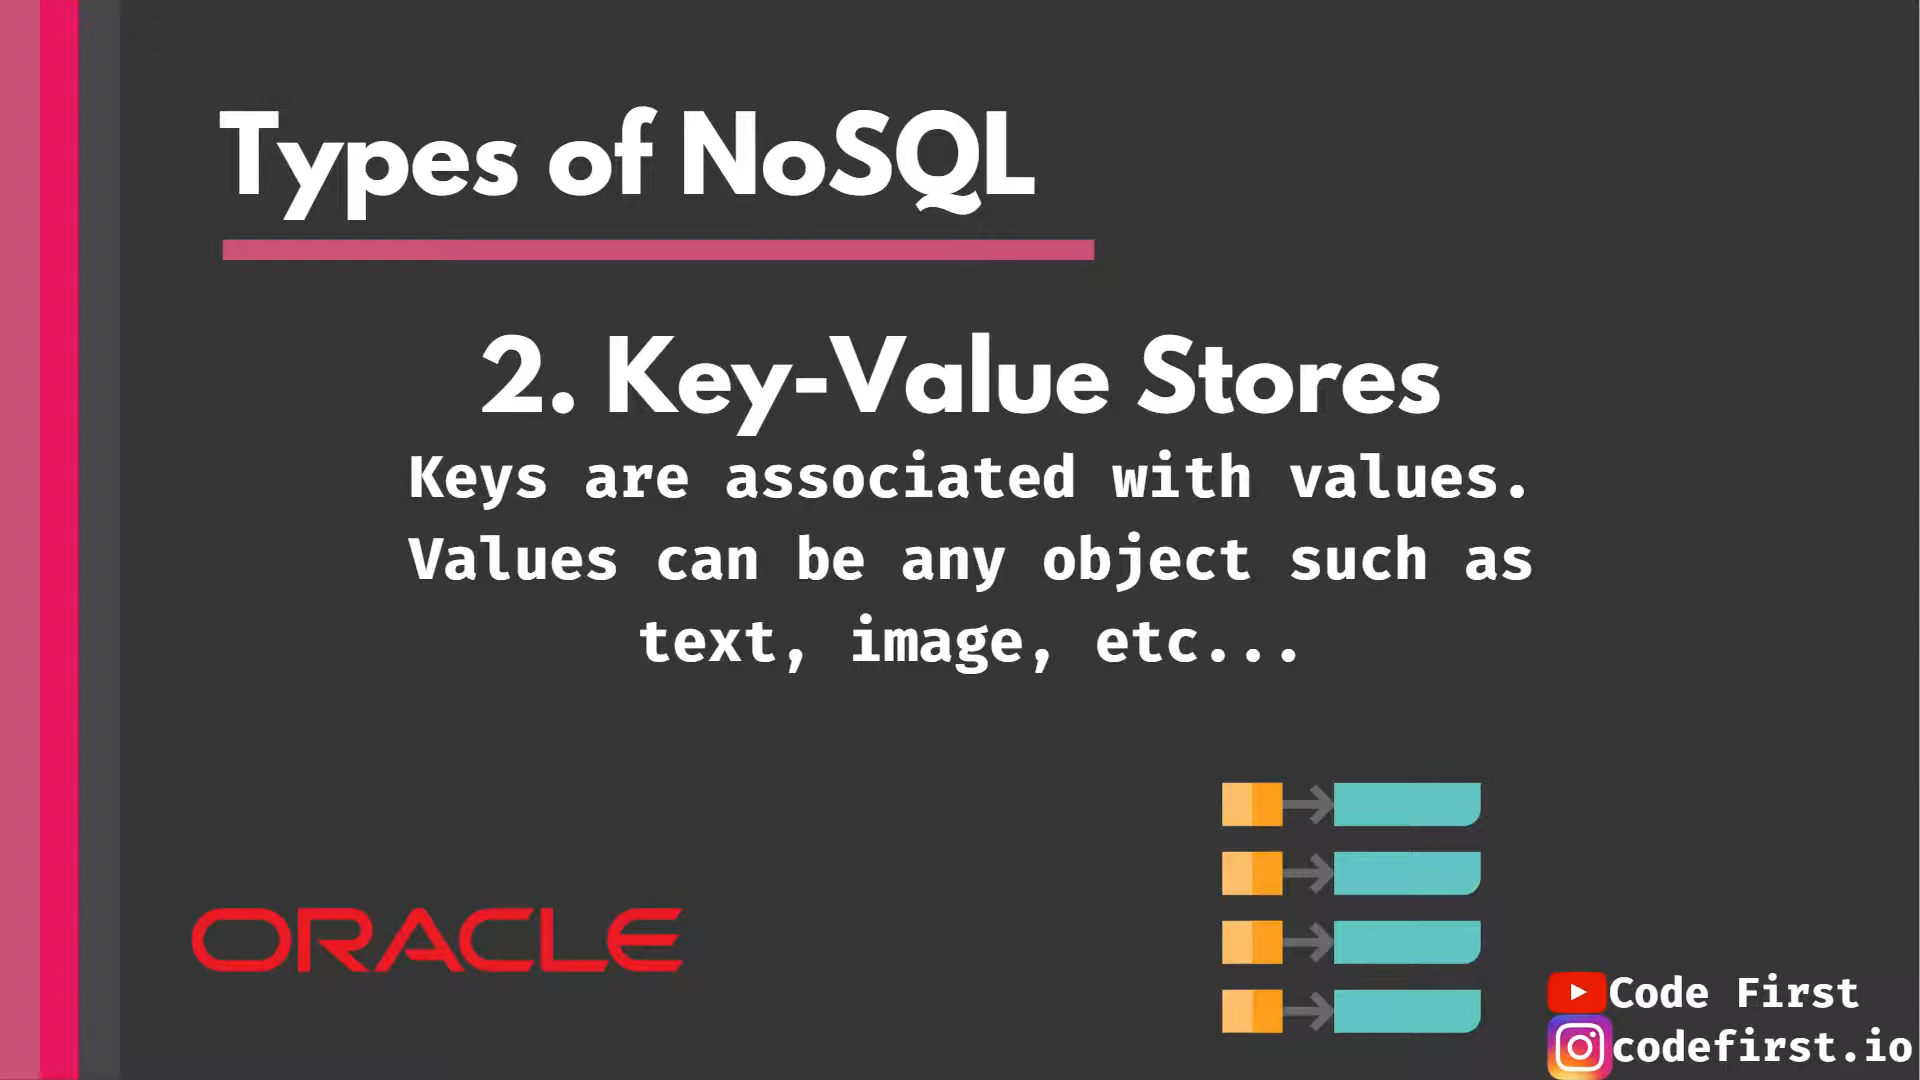 Types of NoSQL
2. Key-Value Stores
Keys are associated with values.
Values can be any object such as
text, image, etc...
ORACLE
Code First
codefirst.io